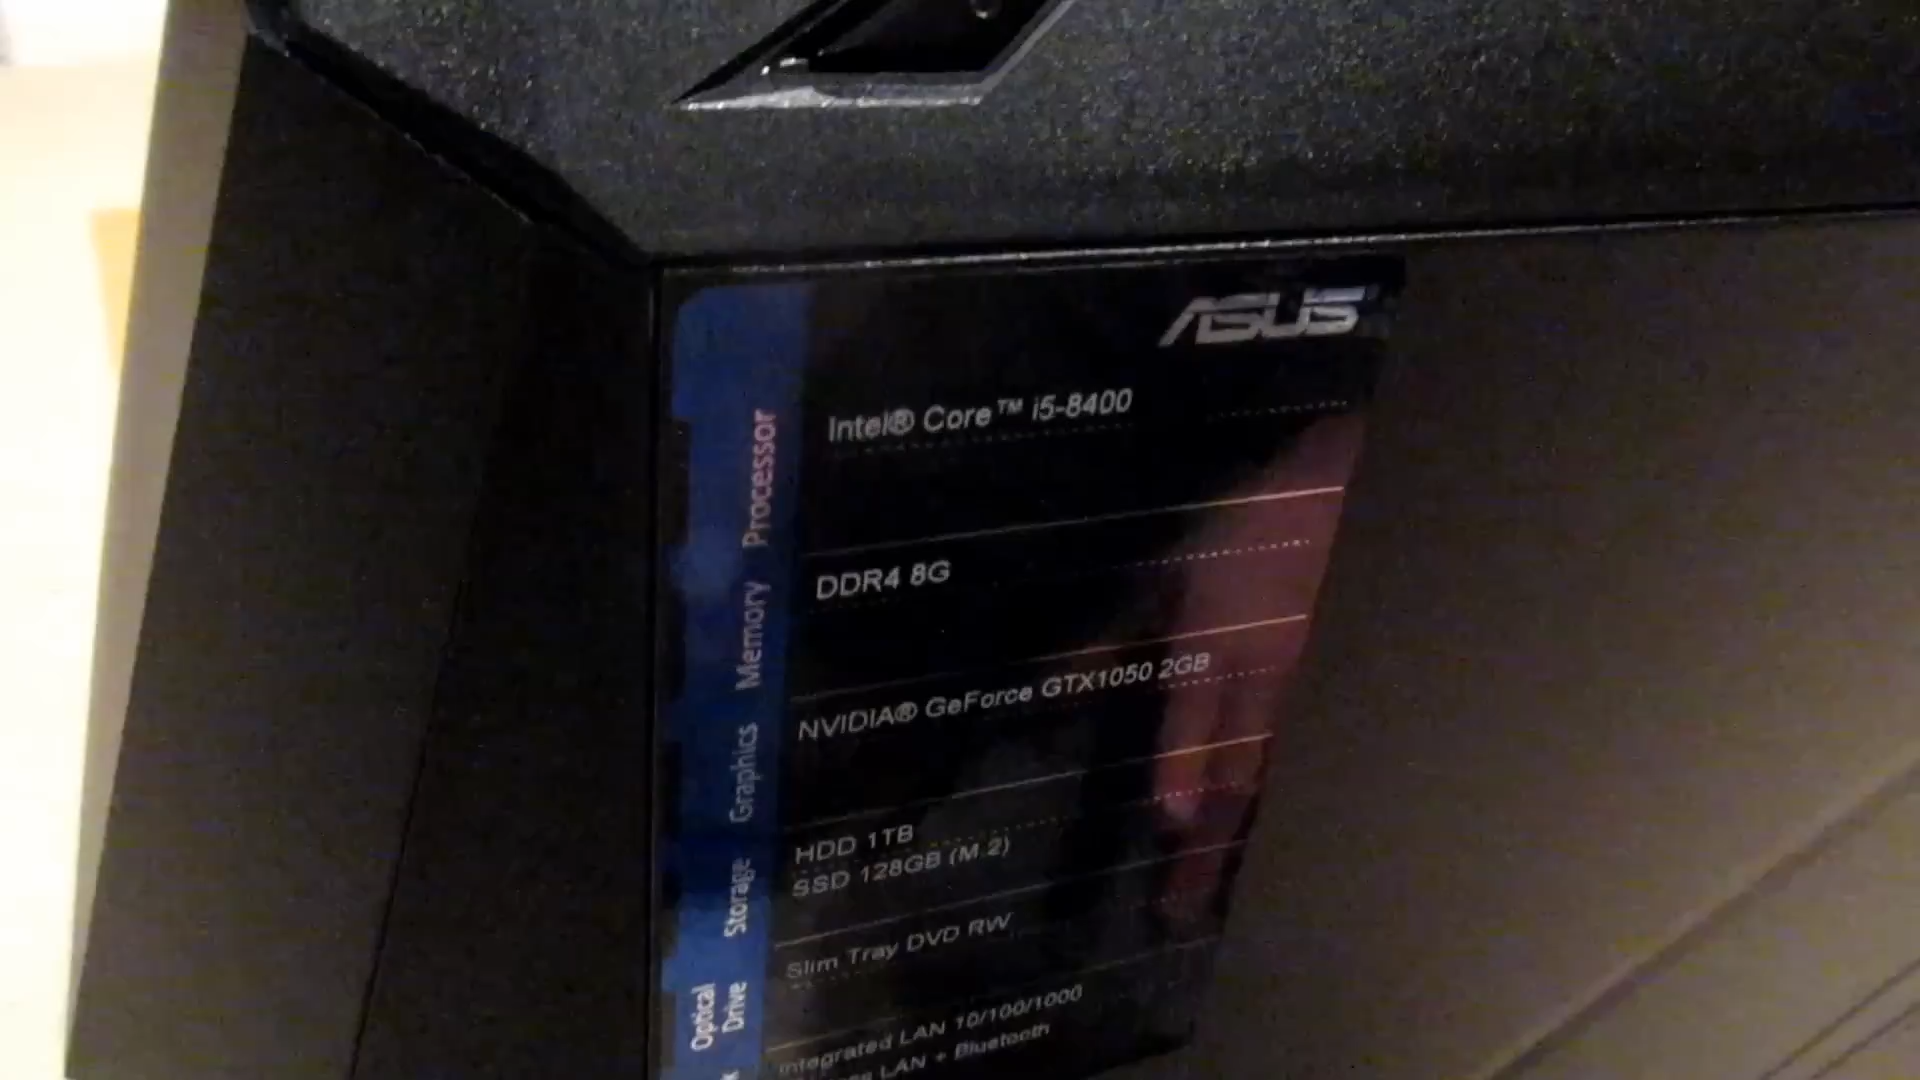 ASUS
Processor
Intel® Core™ i5-8400
Memory
DDR4 8G
Graphics
NVIDIA® GeForce GTX1050 2GB
Storage
HDD 1TB
SSD 128GB (M.2)
Optical
Drive
Slim Tray DVD RW
Integrated LAN 10/100/1000
LAN + Bluetooth